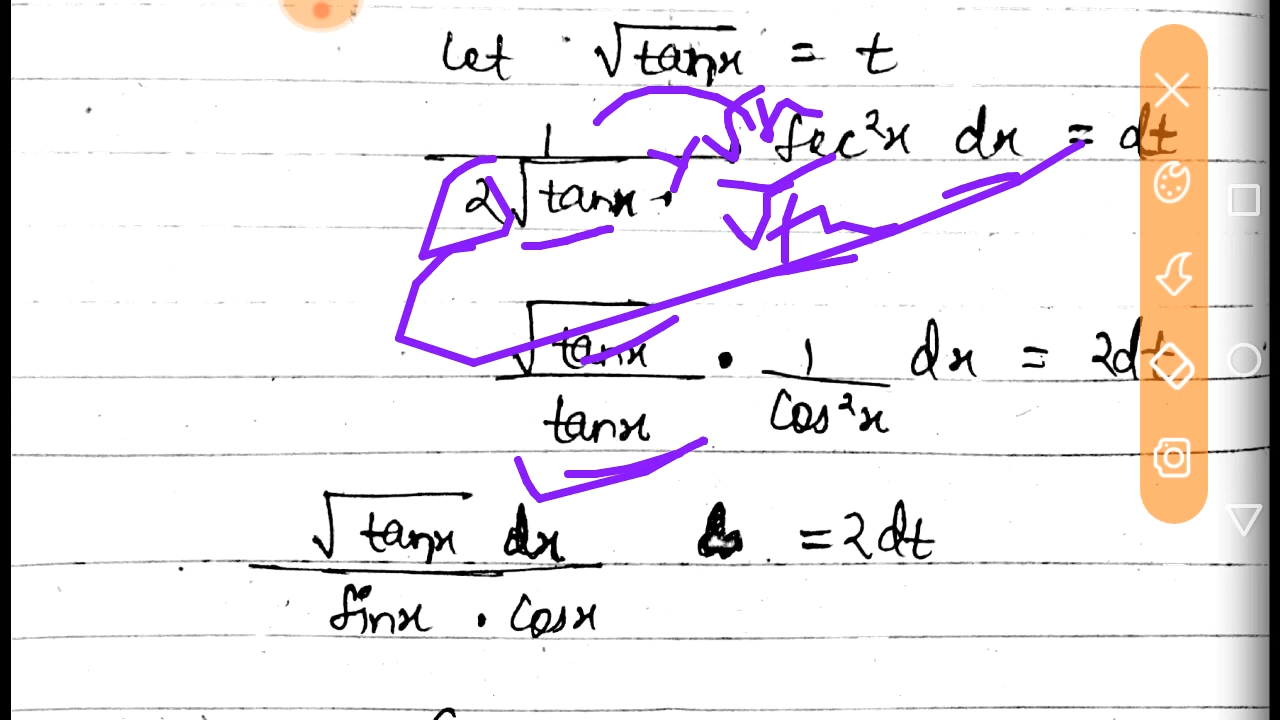 Let √tanx = t
1/(2√tanx) · sec²x dx = dt
√tanx/tanx · 1/cos²x dx = 2dt
√tanx dx/(sinx · cosx) = 2dt